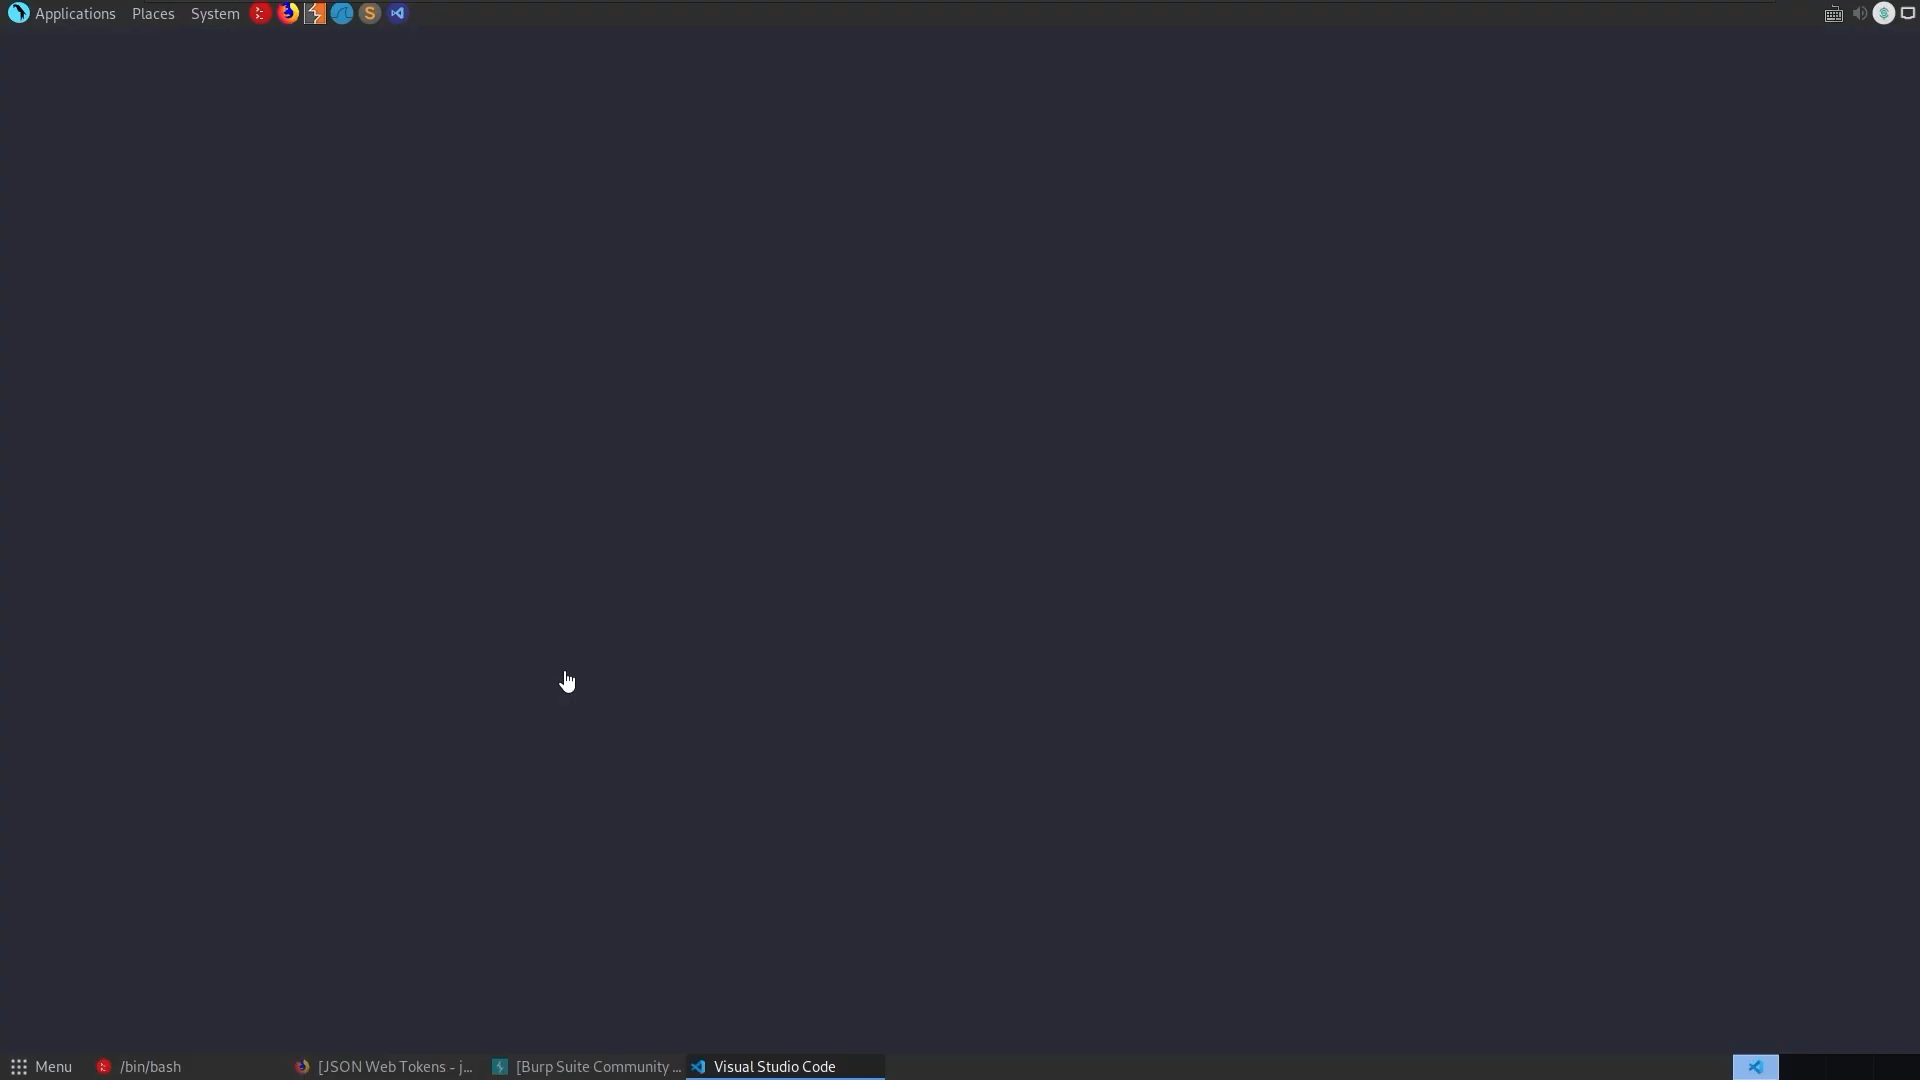 Applications Places System
Menu /bin/bash [JSON Web Tokens - j... [Burp Suite Community ... Visual Studio Code